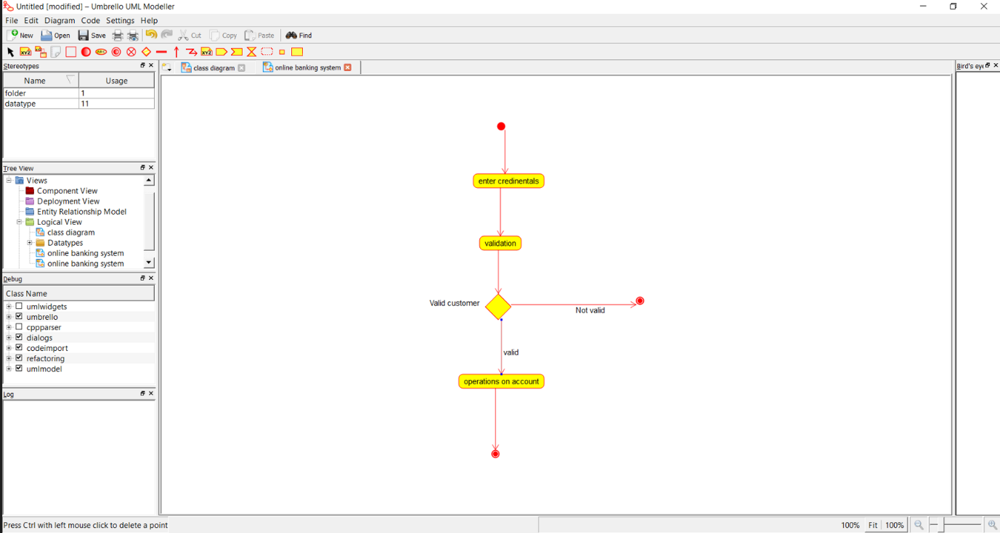 Untitled [modified] – Umbrello UML Modeller
File Edit Diagram Code Settings Help
New Open Save Cut Copy Paste Find
XYZ ABC XYZ
Stereotypes
Name Usage
folder 1
datatype 11
Tree View
Views
Component View
Deployment View
Entity Relationship Model
Logical View
class diagram
Datatypes
online banking system
online banking system
Debug
Class Name
umlwidgets
umbrello
cppparser
dialogs
codeimport
refactoring
umlmodel
Log
class diagram online banking system
enter credinentals
validation
Valid customer
Not valid
valid
operations on account
Bird's eye
Press Ctrl with left mouse click to delete a point
100% Fit 100%